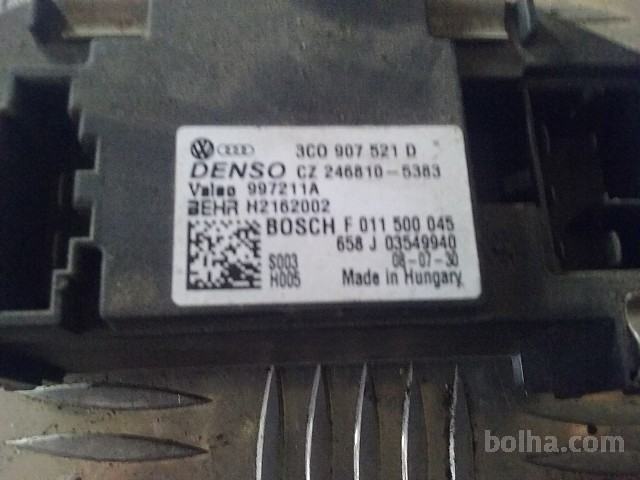 3C0 907 521 D
DENSO CZ 246810-5383
Valeo 997211A
BEHR H2162002
BOSCH F 011 500 045
658 J 03549940
S003 08-07-30
H005 Made in Hungary
bolha.com